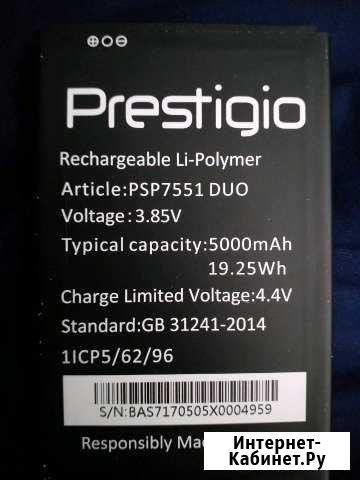 ⊕○⊖
Prestigio
Rechargeable Li-Polymer
Article:PSP7551 DUO
Voltage:3.85V
Typical capacity:5000mAh
19.25Wh
Charge Limited Voltage:4.4V
Standard:GB 31241-2014
1ICP5/62/96
S/N:BAS7170505X0004959
Responsibly
Интернет-
Кабинет.Ру